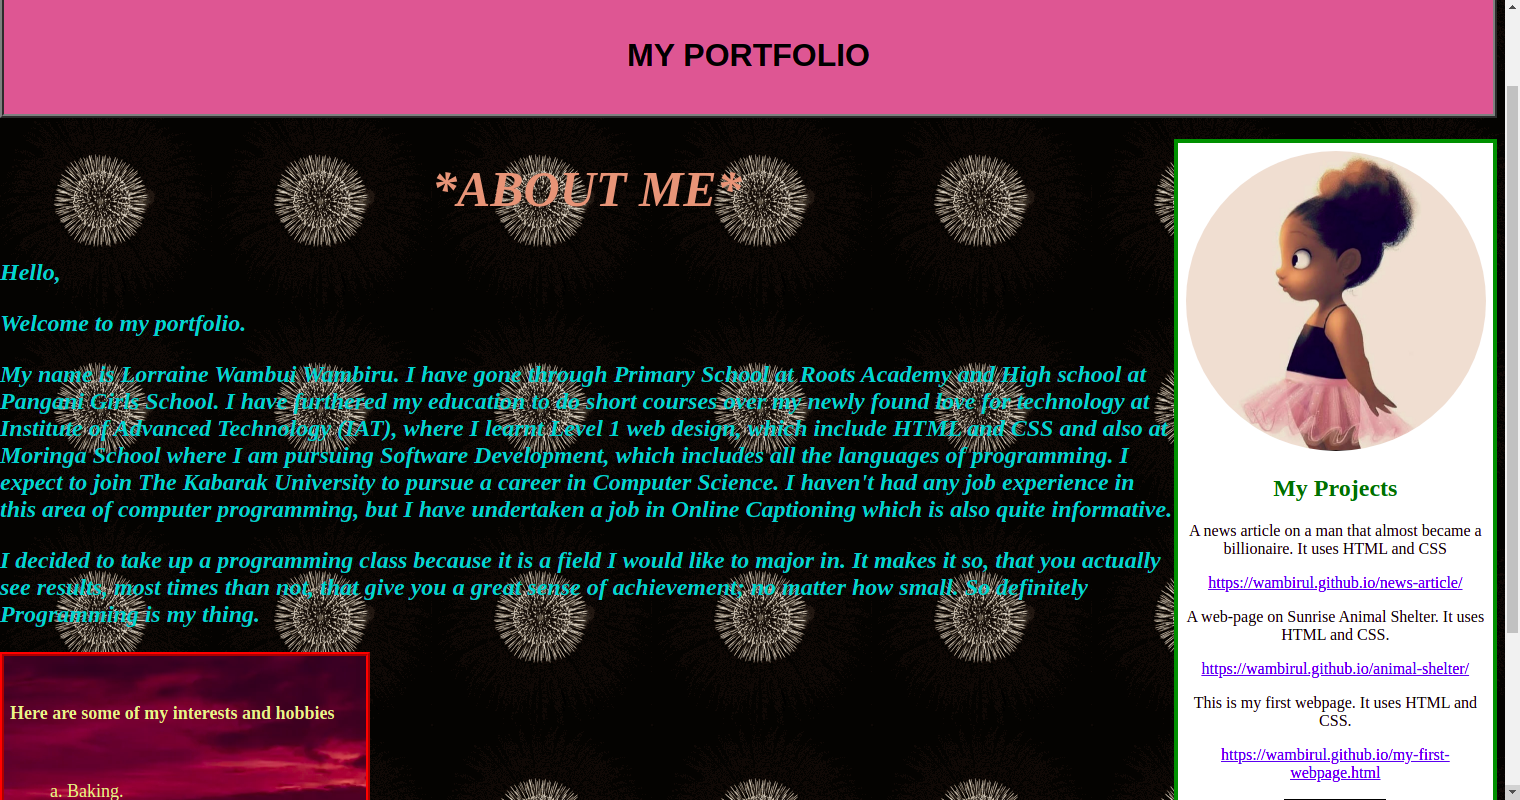 MY PORTFOLIO
*ABOUT ME*
Hello,
Welcome to my portfolio.
My name is Lorraine Wambui Wambiru. I have gone through Primary School at Roots Academy and High school at
Pangani Girls School. I have furthered my education to do short courses over my newly found love for technology at
Institute of Advanced Technology (IAT), where I learnt Level 1 web design, which include HTML and CSS and also at
Moringa School where I am pursuing Software Development, which includes all the languages of programming. I
expect to join The Kabarak University to pursue a career in Computer Science. I haven't had any job experience in
this area of computer programming, but I have undertaken a job in Online Captioning which is also quite informative.
I decided to take up a programming class because it is a field I would like to major in. It makes it so, that you actually
see results, most times than not, that give you a great sense of achievement; no matter how small. So definitely
Programming is my thing.
Here are some of my interests and hobbies
a. Baking.
My Projects
A news article on a man that almost became a
billionaire. It uses HTML and CSS
https://wambirul.github.io/news-article/
A web-page on Sunrise Animal Shelter. It uses
HTML and CSS.
https://wambirul.github.io/animal-shelter/
This is my first webpage. It uses HTML and
CSS.
https://wambirul.github.io/my-first-
webpage.html